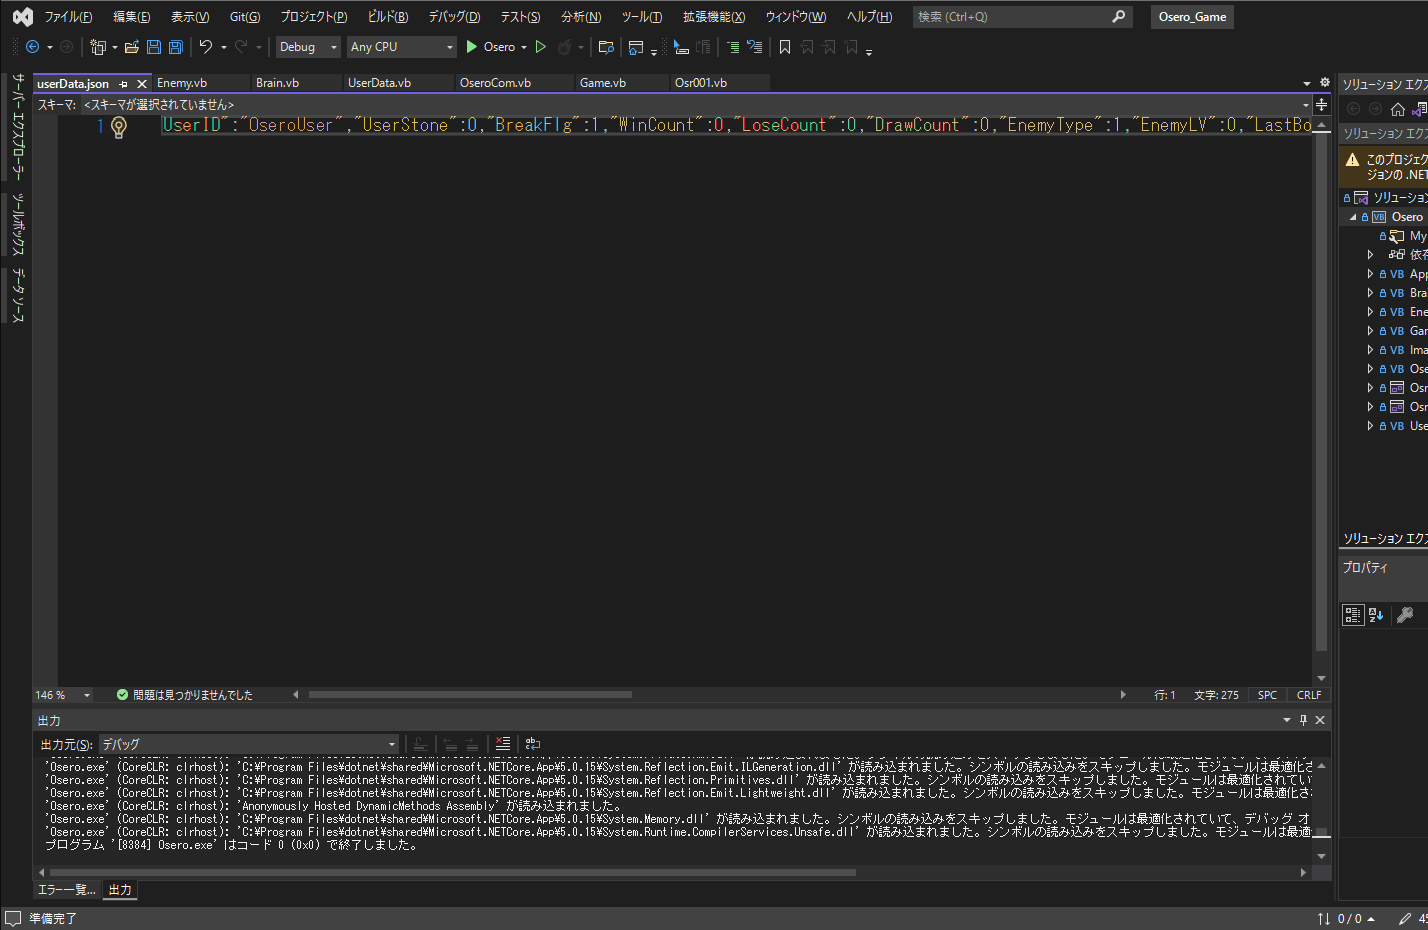 ファイル(F) 編集(E) 表示(V) Git(G) プロジェクト(P) ビルド(B) デバッグ(D) テスト(S) 分析(N) ツール(T) 拡張機能(X) ウィンドウ(W) ヘルプ(H) 検索 (Ctrl+Q) Osero_Game
Debug Any CPU Osero
サーバー エクスプローラー
ツールボックス
データ ソース
userData.json Enemy.vb Brain.vb UserData.vb OseroCom.vb Game.vb Osr001.vb
スキーマ: <スキーマが選択されていません>
1 UserID":"OseroUser","UserStone":0,"BreakFlg":1,"WinCount":0,"LoseCount":0,"DrawCount":0,"EnemyType":1,"EnemyLV":0,"LastBo
146 % 問題は見つかりませんでした 行: 1 文字: 275 SPC CRLF
出力
出力元(S): デバッグ
'Osero.exe' (CoreCLR: clrhost): 'C:¥Program Files¥dotnet¥shared¥Microsoft.NETCore.App¥5.0.15¥System.Reflection.Emit.ILGeneration.dll' が読み込まれました。シンボルの読み込みをスキップしました。モジュールは最適化さ
'Osero.exe' (CoreCLR: clrhost): 'C:¥Program Files¥dotnet¥shared¥Microsoft.NETCore.App¥5.0.15¥System.Reflection.Primitives.dll' が読み込まれました。シンボルの読み込みをスキップしました。モジュールは最適化されてい
'Osero.exe' (CoreCLR: clrhost): 'C:¥Program Files¥dotnet¥shared¥Microsoft.NETCore.App¥5.0.15¥System.Reflection.Emit.Lightweight.dll' が読み込まれました。シンボルの読み込みをスキップしました。モジュールは最適化さ
'Osero.exe' (CoreCLR: clrhost): 'Anonymously Hosted DynamicMethods Assembly' が読み込まれました。
'Osero.exe' (CoreCLR: clrhost): 'C:¥Program Files¥dotnet¥shared¥Microsoft.NETCore.App¥5.0.15¥System.Memory.dll' が読み込まれました。シンボルの読み込みをスキップしました。モジュールは最適化されていて、デバッグ オ
'Osero.exe' (CoreCLR: clrhost): 'C:¥Program Files¥dotnet¥shared¥Microsoft.NETCore.App¥5.0.15¥System.Runtime.CompilerServices.Unsafe.dll' が読み込まれました。シンボルの読み込みをスキップしました。モジュールは最適
プログラム '[8384] Osero.exe' はコード 0 (0x0) で終了しました。
エラー一覧... 出力
ソリューション エクス
ソリューション エクス
このプロジェク
ジョンの .NET
ソリューション
VB Osero
My
依存
VB App
VB Bra
VB Ene
VB Gar
VB Ima
VB Ose
Osr
Osr
VB Use
ソリューション エクス
プロパティ
準備完了 0 / 0 45